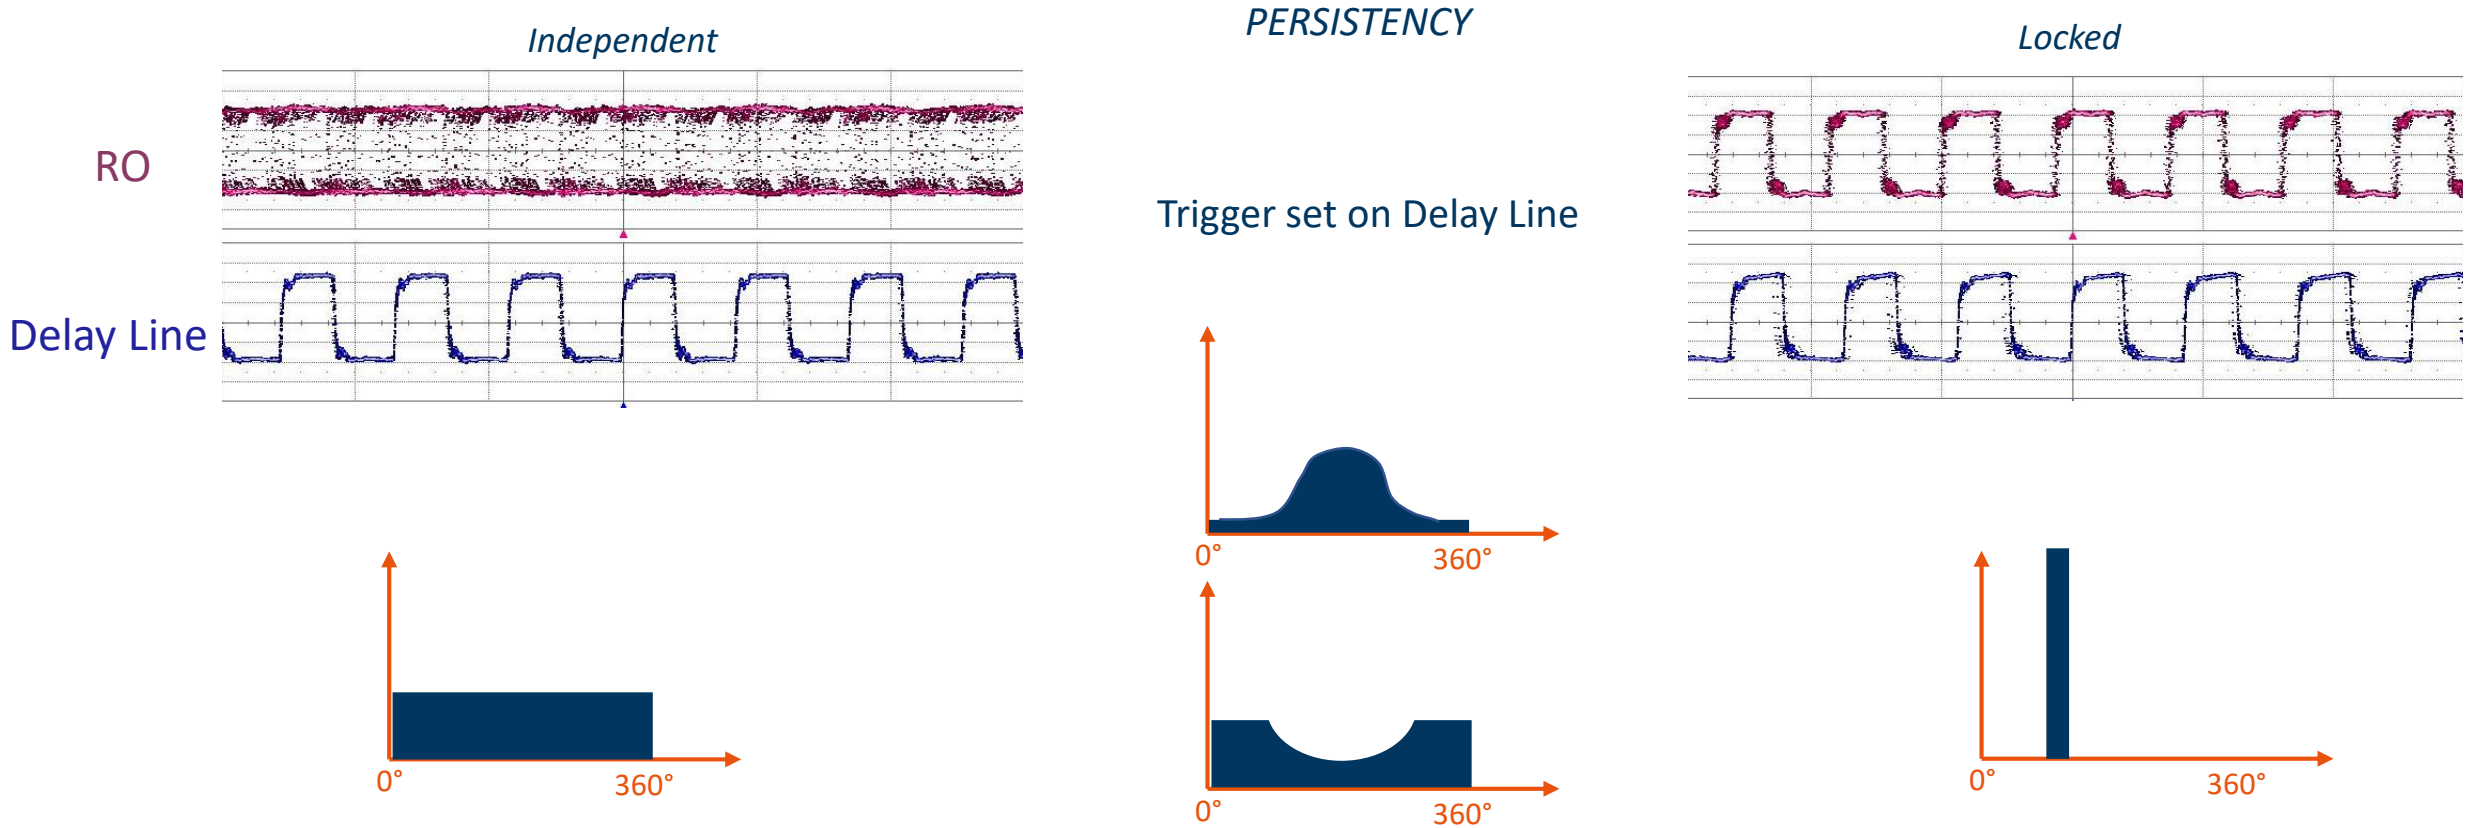 PERSISTENCY
Independent
Locked
RO
Trigger set on Delay Line
Delay Line
0°
360°
0°
360°
0°
360°
0°
360°